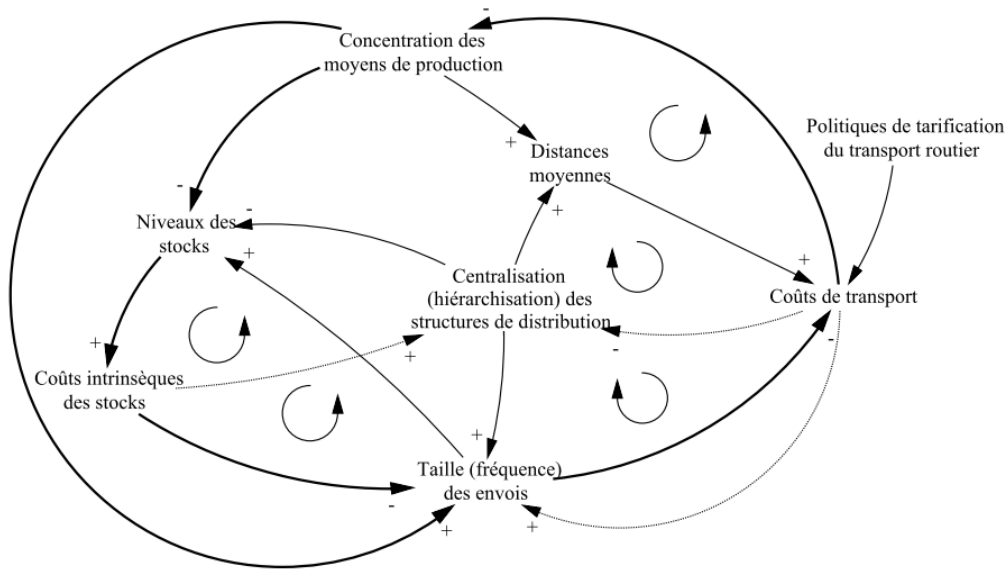 -
Concentration des
moyens de production
Politiques de tarification
du transport routier
+
Distances
moyennes
-
-
+
Niveaux des
stocks
+
+
Centralisation
(hiérarchisation) des
structures de distribution
Coûts de transport
+
-
-
+
Coûts intrinsèques
des stocks
+
Taille (fréquence)
des envois
-
+
+